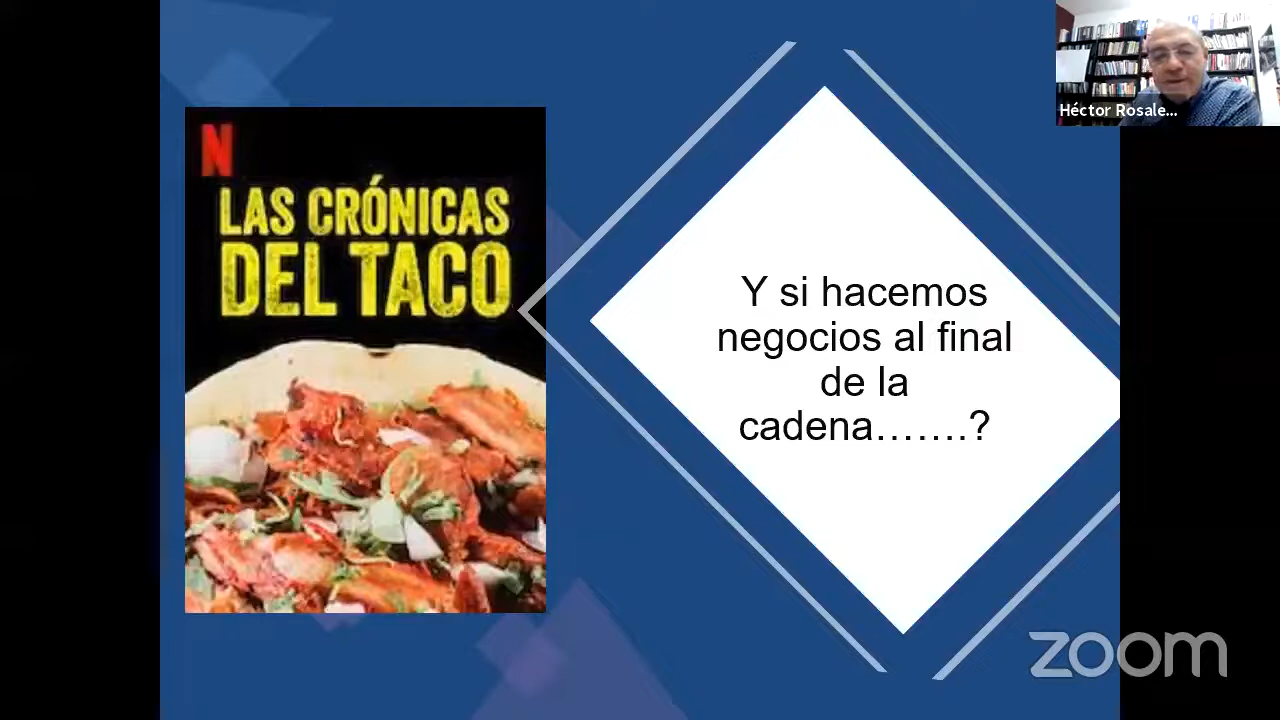 N
LAS CRÓNICAS
DEL TACO
Y si hacemos
negocios al final
de la
cadena…….?
Héctor Rosale...
zoom